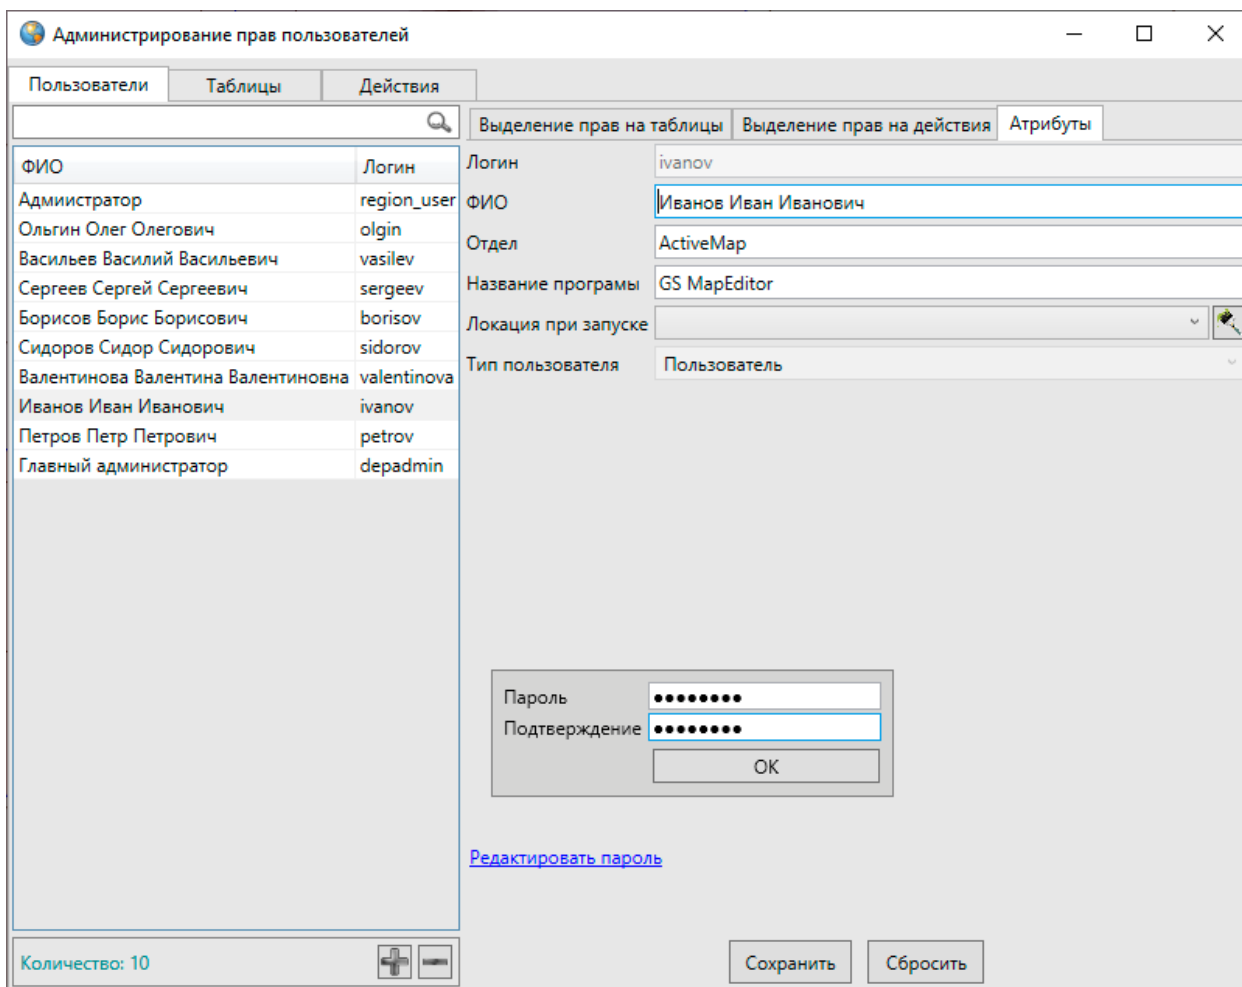 Администрирование прав пользователей
Пользователи Таблицы Действия
ФИО Логин
Адмиистратор region_user
Ольгин Олег Олегович olgin
Васильев Василий Васильевич vasilev
Сергеев Сергей Сергеевич sergeev
Борисов Борис Борисович borisov
Сидоров Сидор Сидорович sidorov
Валентинова Валентина Валентиновна valentinova
Иванов Иван Иванович ivanov
Петров Петр Петрович petrov
Главный администратор depadmin
Количество: 10
Выделение прав на таблицы Выделение прав на действия Атрибуты
Логин ivanov
ФИО Иванов Иван Иванович
Отдел ActiveMap
Название програмы GS MapEditor
Локация при запуске
Тип пользователя Пользователь
Пароль ●●●●●●●●
Подтверждение ●●●●●●●●
ОК
Редактировать пароль
Сохранить Сбросить